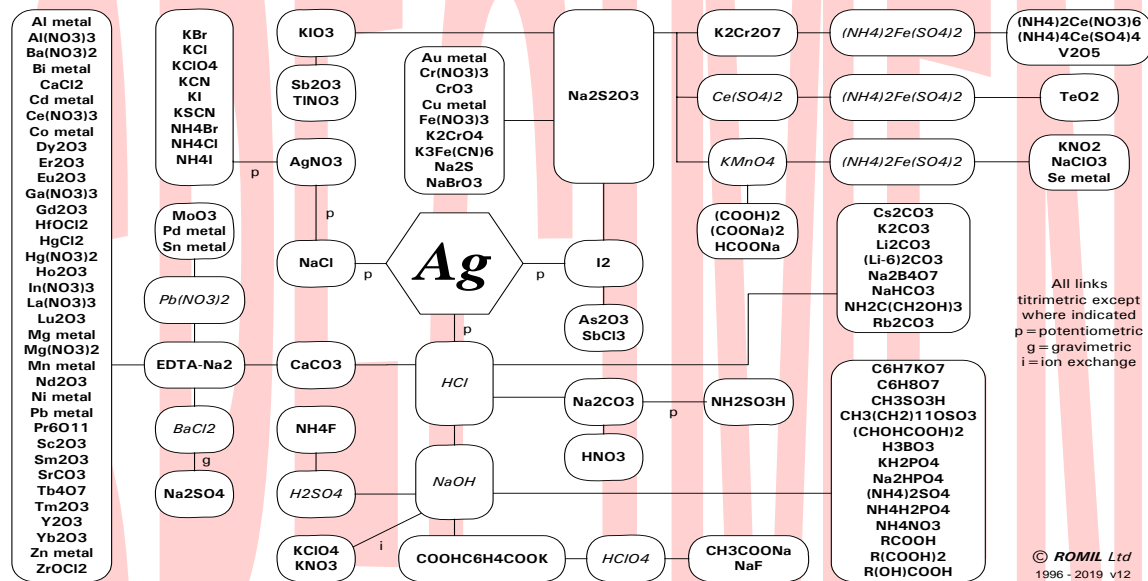 Al metal
Al(NO3)3
Ba(NO3)2
Bi metal
CaCl2
Cd metal
Ce(NO3)3
Co metal
Dy2O3
Er2O3
Eu2O3
Ga(NO3)3
Gd2O3
HfOCl2
HgCl2
Hg(NO3)2
Ho2O3
In(NO3)3
La(NO3)3
Lu2O3
Mg metal
Mg(NO3)2
Mn metal
Nd2O3
Ni metal
Pb metal
Pr6O11
Sc2O3
Sm2O3
SrCO3
Tb4O7
Tm2O3
Y2O3
Yb2O3
Zn metal
ZrOCl2
KBr
KCl
KClO4
KCN
KI
KSCN
NH4Br
NH4Cl
NH4I
p
MoO3
Pd metal
Sn metal
Pb(NO3)2
EDTA-Na2
BaCl2
g
Na2SO4
KIO3
Sb2O3
TlNO3
AgNO3
p
NaCl
p
CaCO3
NH4F
H2SO4
KClO4
KNO3
i
Au metal
Cr(NO3)3
CrO3
Cu metal
Fe(NO3)3
K2CrO4
K3Fe(CN)6
Na2S
NaBrO3
Ag
p
p
HCl
NaOH
COOHC6H4COOK
HClO4
CH3COONa
NaF
Na2S2O3
I2
As2O3
SbCl3
Na2CO3
p
NH2SO3H
HNO3
K2Cr2O7
(NH4)2Fe(SO4)2
(NH4)2Ce(NO3)6
(NH4)4Ce(SO4)4
V2O5
Ce(SO4)2
(NH4)2Fe(SO4)2
TeO2
KMnO4
(NH4)2Fe(SO4)2
KNO2
NaClO3
Se metal
(COOH)2
(COONa)2
HCOONa
Cs2CO3
K2CO3
Li2CO3
(Li-6)2CO3
Na2B4O7
NaHCO3
NH2C(CH2OH)3
Rb2CO3
All links
titrimetric except
where indicated
p=potentiometric
g=gravimetric
i=ion exchange
C6H7KO7
C6H8O7
CH3SO3H
CH3(CH2)11OSO3
(CHOHCOOH)2
H3BO3
KH2PO4
Na2HPO4
(NH4)2SO4
NH4H2PO4
NH4NO3
RCOOH
R(COOH)2
R(OH)COOH
© ROMIL Ltd
1996 - 2019 v12